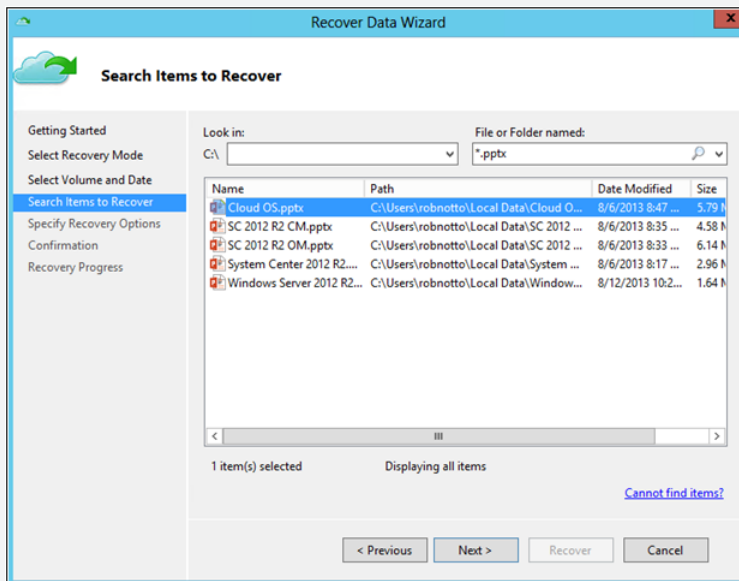 Recover Data Wizard
x
Search Items to Recover
Getting Started
Select Recovery Mode
Select Volume and Date
Search Items to Recover
Specify Recovery Options
Confirmation
Recovery Progress
Look in:
File or Folder named:
C:\
*.pptx
Name Path Date Modified Size
Cloud OS.pptx C:\Users\robnotto\Local Data\Cloud O... 8/6/2013 8:47 ... 5.79 M
SC 2012 R2 CM.pptx C:\Users\robnotto\Local Data\SC 2012 ... 8/6/2013 8:35 ... 4.58 M
SC 2012 R2 OM.pptx C:\Users\robnotto\Local Data\SC 2012 ... 8/6/2013 8:33 ... 6.14 M
System Center 2012 R2.... C:\Users\robnotto\Local Data\System ... 8/6/2013 8:17 ... 2.96 M
Windows Server 2012 R2... C:\Users\robnotto\Local Data\Window... 8/12/2013 10:2... 1.64 M
1 item(s) selected
Displaying all items
Cannot find items?
< Previous
Next >
Recover
Cancel